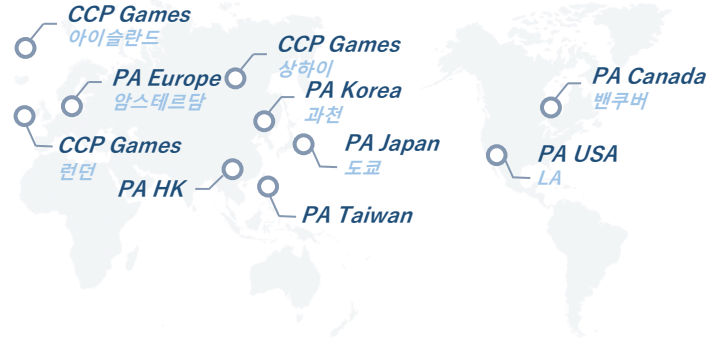 CCP Games
아이슬란드
CCP Games
상하이
PA Europe
암스테르담
PA Korea
과천
PA Canada
밴쿠버
CCP Games
런던
PA Japan
도쿄
PA USA
LA
PA HK
PA Taiwan